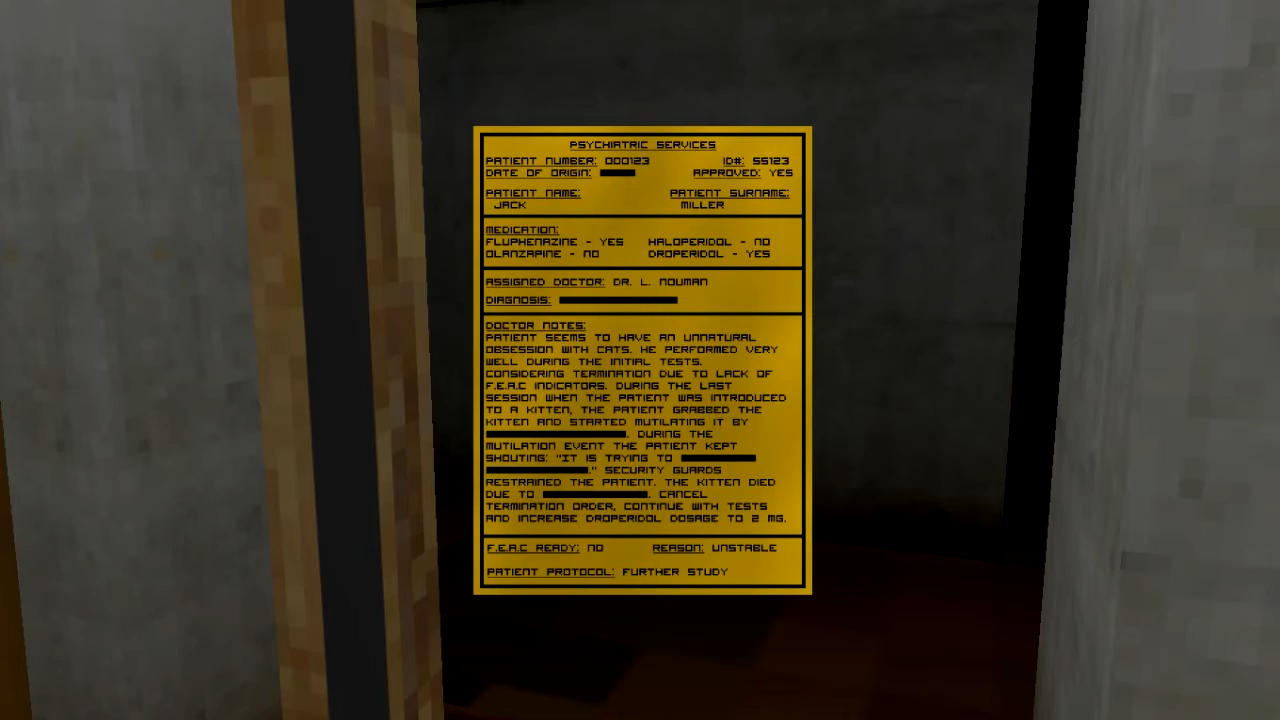 PSYCHIATRIC SERVICES
PATIENT NUMBER: 000123 ID#: 55123
DATE OF ORIGIN: APPROVED: YES
PATIENT NAME: PATIENT SURNAME:
JACK MILLER
MEDICATION:
FLUPHENAZINE - YES HALOPERIDOL - NO
OLANZAPINE - NO DROPERIDOL - YES
ASSIGNED DOCTOR: DR. L. NOUMAN
DIAGNOSIS:
DOCTOR NOTES:
PATIENT SEEMS TO HAVE AN UNNATURAL
OBSESSION WITH CATS. HE PERFORMED VERY
WELL DURING THE INITIAL TESTS.
CONSIDERING TERMINATION DUE TO LACK OF
F.E.A.C INDICATORS. DURING THE LAST
SESSION WHEN THE PATIENT WAS INTRODUCED
TO A KITTEN, THE PATIENT GRABBED THE
KITTEN AND STARTED MUTILATING IT BY
. DURING THE
MUTILATION EVENT THE PATIENT KEPT
SHOUTING: "IT IS TRYING TO
." SECURITY GUARDS
RESTRAINED THE PATIENT. THE KITTEN DIED
DUE TO . CANCEL
TERMINATION ORDER, CONTINUE WITH TESTS
AND INCREASE DROPERIDOL DOSAGE TO 2 MG.
F.E.A.C READY: NO REASON: UNSTABLE
PATIENT PROTOCOL: FURTHER STUDY